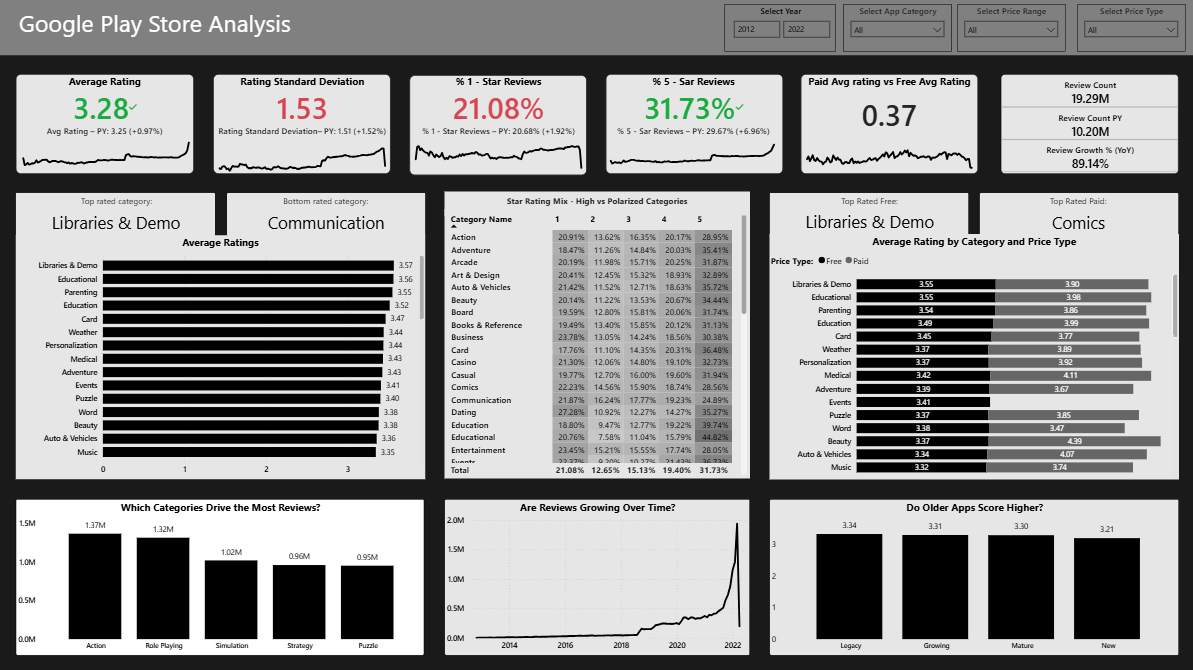 Google Play Store Analysis
Select Year
2012 2022
Select App Category
All
Select Price Range
All
Select Price Type
All
Average Rating
3.28
Avg Rating – PY: 3.25 (+0.97%)
Rating Standard Deviation
1.53
Rating Standard Deviation– PY: 1.51 (+1.52%)
% 1 - Star Reviews
21.08%
% 1 - Star Reviews – PY: 20.68% (+1.92%)
% 5 - Sar Reviews
31.73%
% 5 - Sar Reviews – PY: 29.67% (+6.96%)
Paid Avg rating vs Free Avg Rating
0.37
Review Count
19.29M
Review Count PY
10.20M
Review Growth % (YoY)
89.14%
Top rated category:
Libraries & Demo
Bottom rated category:
Communication
Average Ratings
Libraries & Demo 3.57
Educational 3.56
Parenting 3.55
Education 3.52
Card 3.47
Weather 3.44
Personalization 3.44
Medical 3.43
Adventure 3.43
Events 3.41
Puzzle 3.40
Word 3.38
Beauty 3.38
Auto & Vehicles 3.36
Music 3.35
0 1 2 3
Star Rating Mix - High vs Polarized Categories
Category Name 1 2 3 4 5
Action 20.91% 13.62% 16.35% 20.17% 28.95%
Adventure 18.47% 11.26% 14.84% 20.03% 35.41%
Arcade 20.19% 11.98% 15.71% 20.25% 31.87%
Art & Design 20.41% 12.45% 15.32% 18.93% 32.89%
Auto & Vehicles 21.42% 11.52% 12.71% 18.63% 35.72%
Beauty 20.14% 11.22% 13.53% 20.67% 34.44%
Board 19.59% 12.80% 15.81% 20.06% 31.74%
Books & Reference 19.49% 13.40% 15.85% 20.12% 31.13%
Business 23.78% 13.05% 14.24% 18.56% 30.38%
Card 17.76% 11.10% 14.35% 20.31% 36.48%
Casino 21.30% 12.06% 14.80% 19.10% 32.73%
Casual 19.77% 12.70% 16.00% 19.60% 31.94%
Comics 22.23% 14.56% 15.90% 18.74% 28.56%
Communication 21.87% 16.24% 17.77% 19.23% 24.89%
Dating 27.28% 10.92% 12.27% 14.27% 35.27%
Education 18.80% 9.47% 12.77% 19.22% 39.74%
Educational 20.76% 7.58% 11.04% 15.79% 44.82%
Entertainment 23.45% 15.21% 15.55% 17.74% 28.05%
Events
Total 21.08% 12.65% 15.13% 19.40% 31.73%
Top Rated Free:
Libraries & Demo
Top Rated Paid:
Comics
Average Rating by Category and Price Type
Price Type: Free Paid
Libraries & Demo 3.55 3.90
Educational 3.55 3.98
Parenting 3.54 3.86
Education 3.49 3.99
Card 3.45 3.77
Weather 3.37 3.89
Personalization 3.37 3.92
Medical 3.42 4.11
Adventure 3.39 3.67
Events 3.41
Puzzle 3.37 3.85
Word 3.38 3.47
Beauty 3.37 4.39
Auto & Vehicles 3.34 4.07
Music 3.32 3.74
Which Categories Drive the Most Reviews?
1.5M
1.0M
0.5M
0.0M
1.37M 1.32M 1.02M 0.96M 0.95M
Action Role Playing Simulation Strategy Puzzle
Are Reviews Growing Over Time?
2.0M
1.5M
1.0M
0.5M
0.0M
2014 2016 2018 2020 2022
Do Older Apps Score Higher?
3
2
1
0
3.34 3.31 3.30 3.21
Legacy Growing Mature New